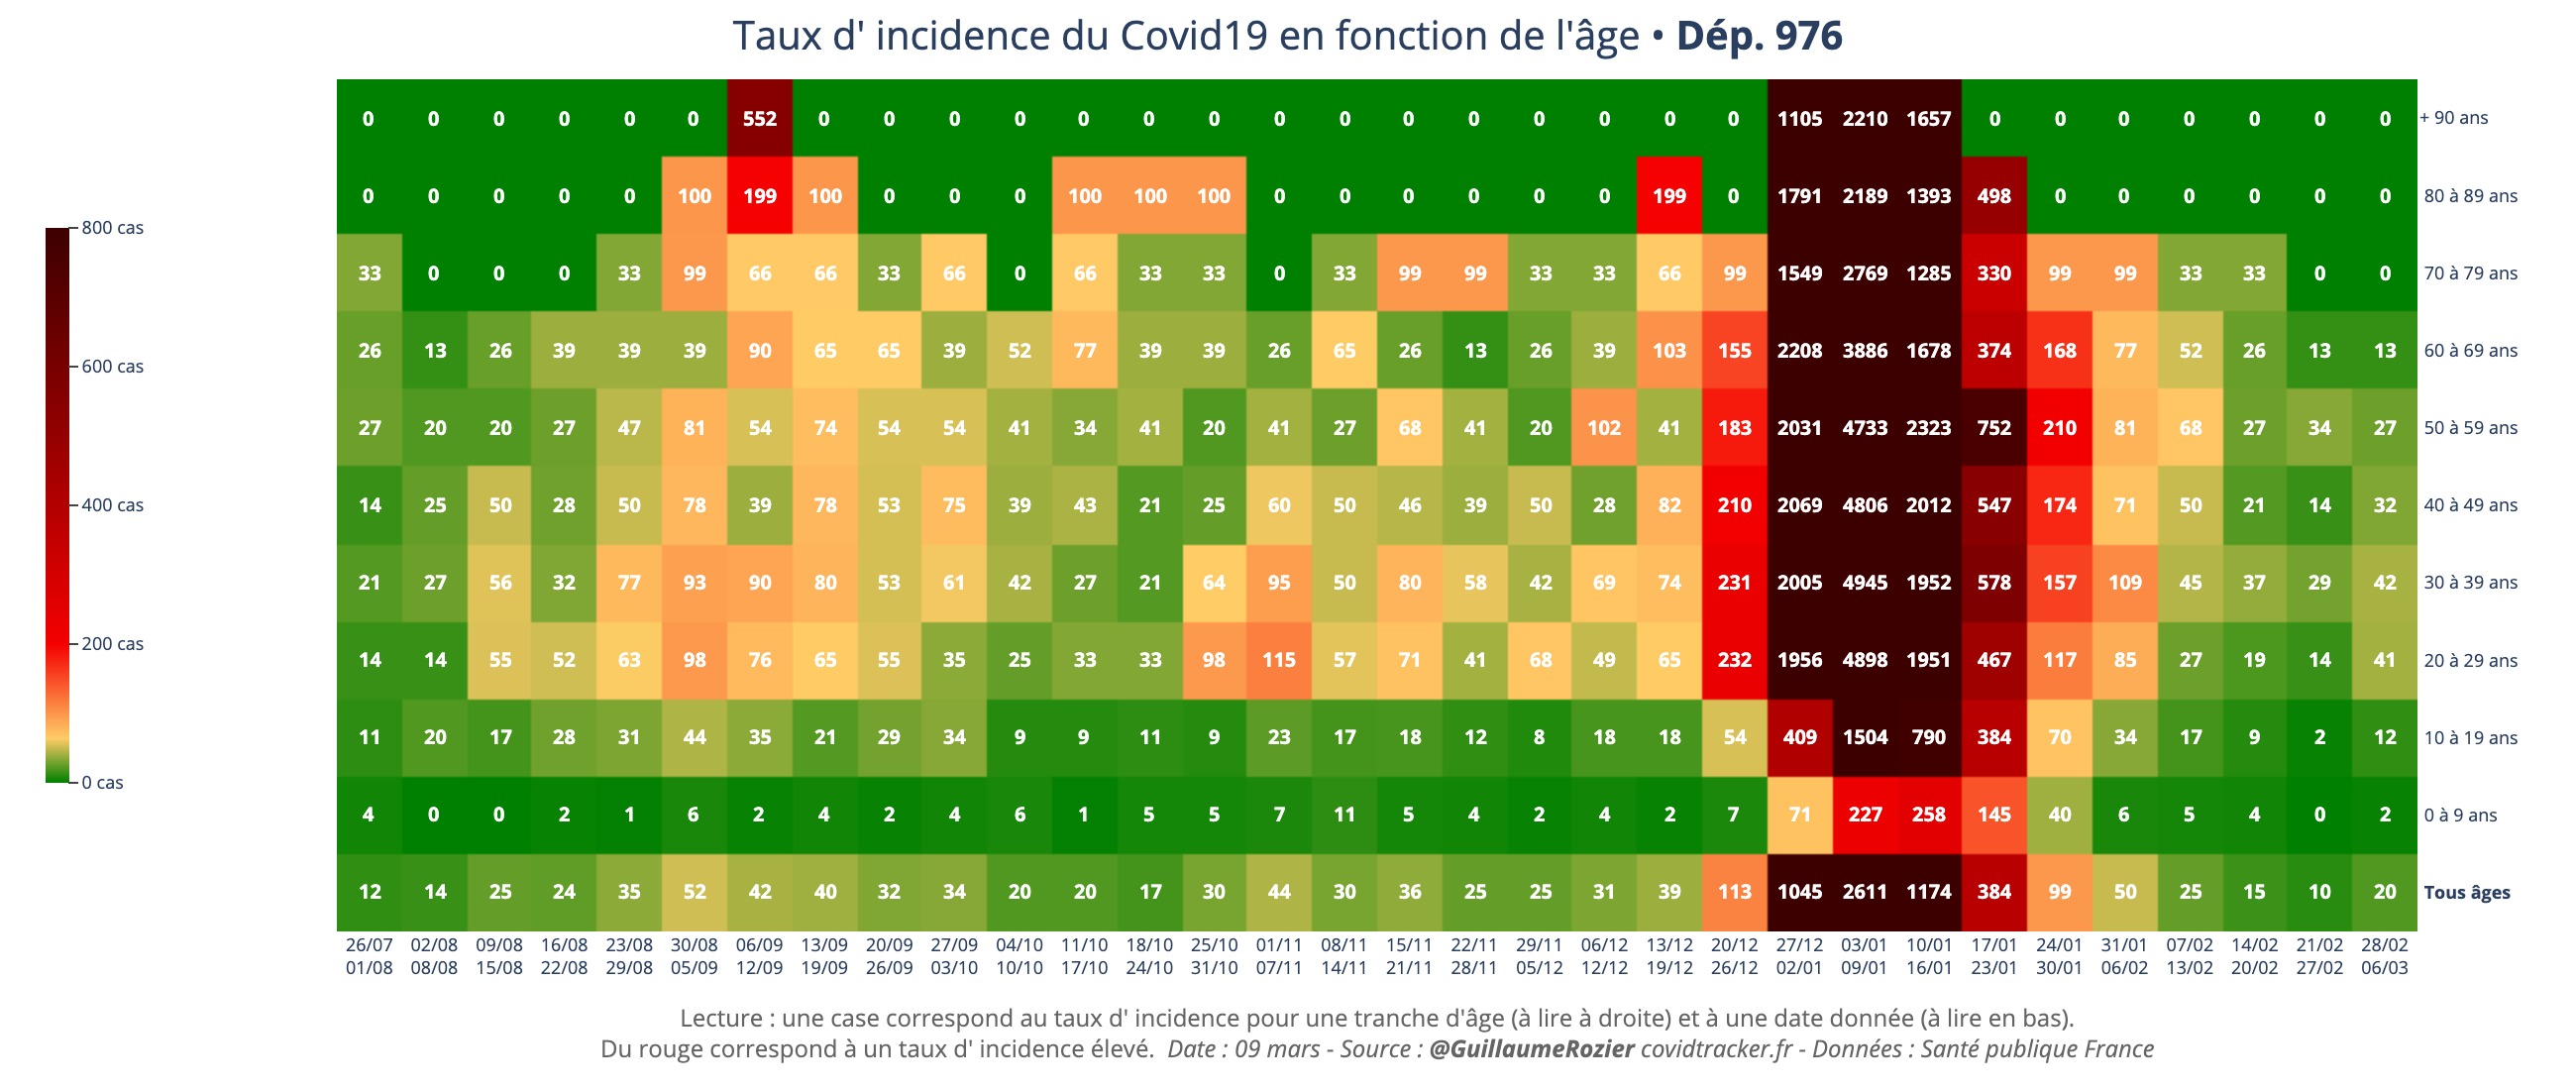 Taux d' incidence du Covid19 en fonction de l'âge • Dép. 976
800 cas
600 cas
400 cas
200 cas
0 cas
0 0 0 0 0 0 552 0 0 0 0 0 0 0 0 0 0 0 0 0 0 0 1105 2210 1657 0 0 0 0 0 0 0 + 90 ans
0 0 0 0 0 100 199 100 0 0 0 100 100 100 0 0 0 0 0 0 199 0 1791 2189 1393 498 0 0 0 0 0 0 80 à 89 ans
33 0 0 0 33 99 66 66 33 66 0 66 33 33 0 33 99 99 33 33 66 99 1549 2769 1285 330 99 99 33 33 0 0 70 à 79 ans
26 13 26 39 39 39 90 65 65 39 52 77 39 39 26 65 26 13 26 39 103 155 2208 3886 1678 374 168 77 52 26 13 13 60 à 69 ans
27 20 20 27 47 81 54 74 54 54 41 34 41 20 41 27 68 41 20 102 41 183 2031 4733 2323 752 210 81 68 27 34 27 50 à 59 ans
14 25 50 28 50 78 39 78 53 75 39 43 21 25 60 50 46 39 50 28 82 210 2069 4806 2012 547 174 71 50 21 14 32 40 à 49 ans
21 27 56 32 77 93 90 80 53 61 42 27 21 64 95 50 80 58 42 69 74 231 2005 4945 1952 578 157 109 45 37 29 42 30 à 39 ans
14 14 55 52 63 98 76 65 55 35 25 33 33 98 115 57 71 41 68 49 65 232 1956 4898 1951 467 117 85 27 19 14 41 20 à 29 ans
11 20 17 28 31 44 35 21 29 34 9 9 11 9 23 17 18 12 8 18 18 54 409 1504 790 384 70 34 17 9 2 12 10 à 19 ans
4 0 0 2 1 6 2 4 2 4 6 1 5 5 7 11 5 4 2 4 2 7 71 227 258 145 40 6 5 4 0 2 0 à 9 ans
12 14 25 24 35 52 42 40 32 34 20 20 17 30 44 30 36 25 25 31 39 113 1045 2611 1174 384 99 50 25 15 10 20 Tous âges
26/07 02/08 09/08 16/08 23/08 30/08 06/09 13/09 20/09 27/09 04/10 11/10 18/10 25/10 01/11 08/11 15/11 22/11 29/11 06/12 13/12 20/12 27/12 03/01 10/01 17/01 24/01 31/01 07/02 14/02 21/02 28/02
01/08 08/08 15/08 22/08 29/08 05/09 12/09 19/09 26/09 03/10 10/10 17/10 24/10 31/10 07/11 14/11 21/11 28/11 05/12 12/12 19/12 26/12 02/01 09/01 16/01 23/01 30/01 06/02 13/02 20/02 27/02 06/03
Lecture : une case correspond au taux d' incidence pour une tranche d'âge (à lire à droite) et à une date donnée (à lire en bas).
Du rouge correspond à un taux d' incidence élevé. Date : 09 mars - Source : @GuillaumeRozier covidtracker.fr - Données : Santé publique France